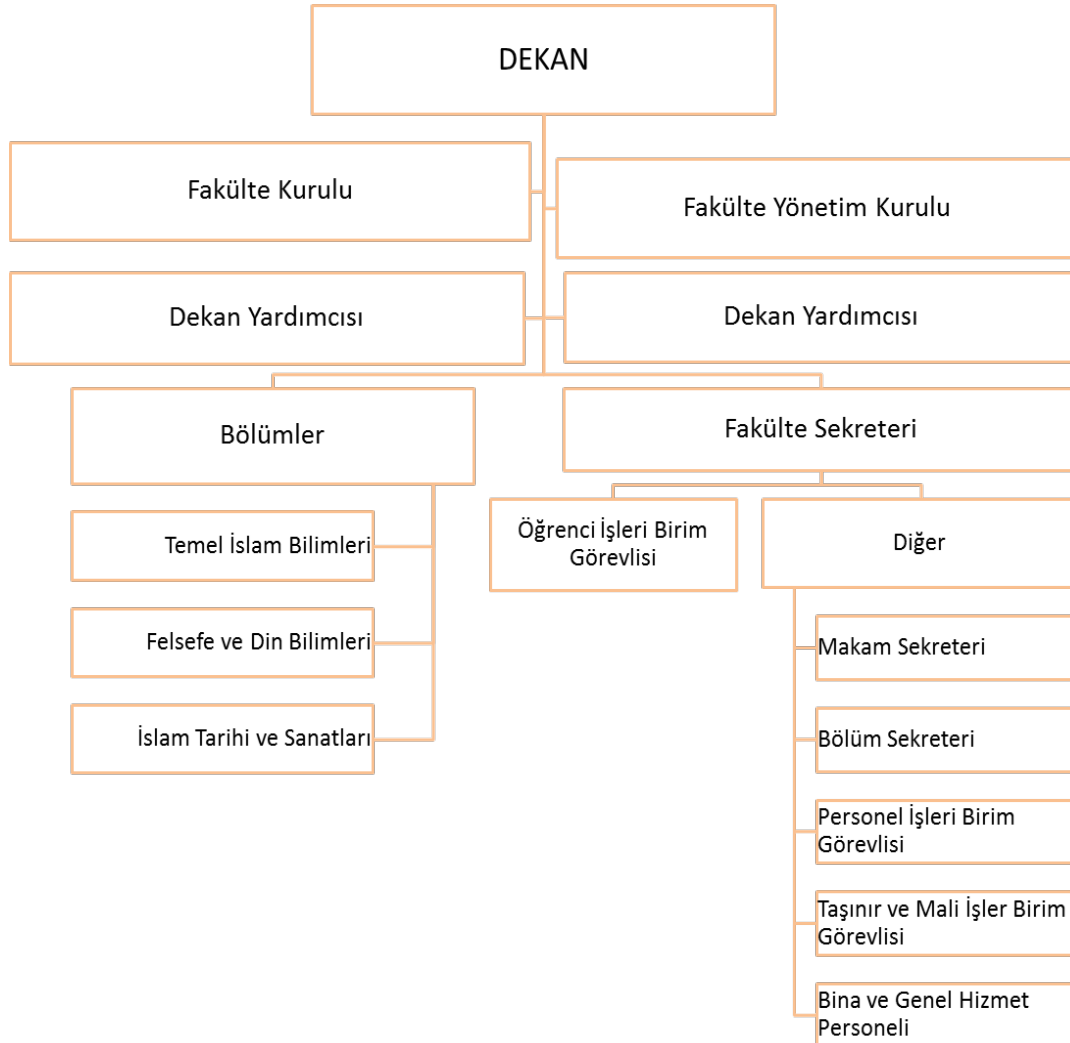 DEKAN
Fakülte Kurulu
Fakülte Yönetim Kurulu
Dekan Yardımcısı
Dekan Yardımcısı
Bölümler
Fakülte Sekreteri
Temel İslam Bilimleri
Felsefe ve Din Bilimleri
İslam Tarihi ve Sanatları
Öğrenci İşleri Birim
Görevlisi
Diğer
Makam Sekreteri
Bölüm Sekreteri
Personel İşleri Birim
Görevlisi
Taşınır ve Mali İşler Birim
Görevlisi
Bina ve Genel Hizmet
Personeli